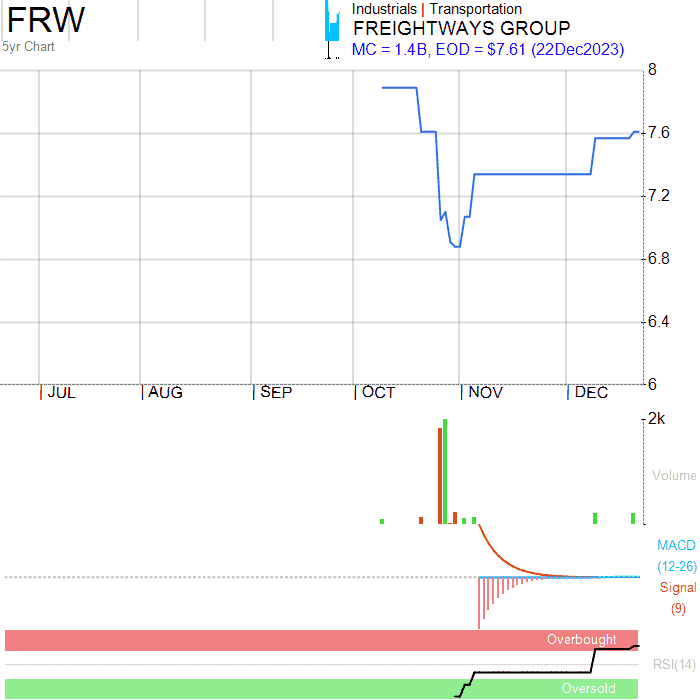 FRW
5yr Chart
Industrials | Transportation
FREIGHTWAYS GROUP
MC = 1.4B, EOD = $7.61 (22Dec2023)
8
7.6
7.2
6.8
6.4
6
JUL AUG SEP OCT NOV DEC
2k
Volume
MACD
(12-26)
Signal
(9)
Overbought
RSI(14)
Oversold